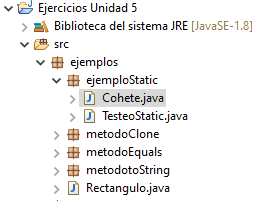 Ejercicios Unidad 5
Biblioteca del sistema JRE [JavaSE-1.8]
src
ejemplos
ejemploStatic
Cohete.java
TesteoStatic.java
metodoClone
metodoEquals
metodotoString
Rectangulo.java